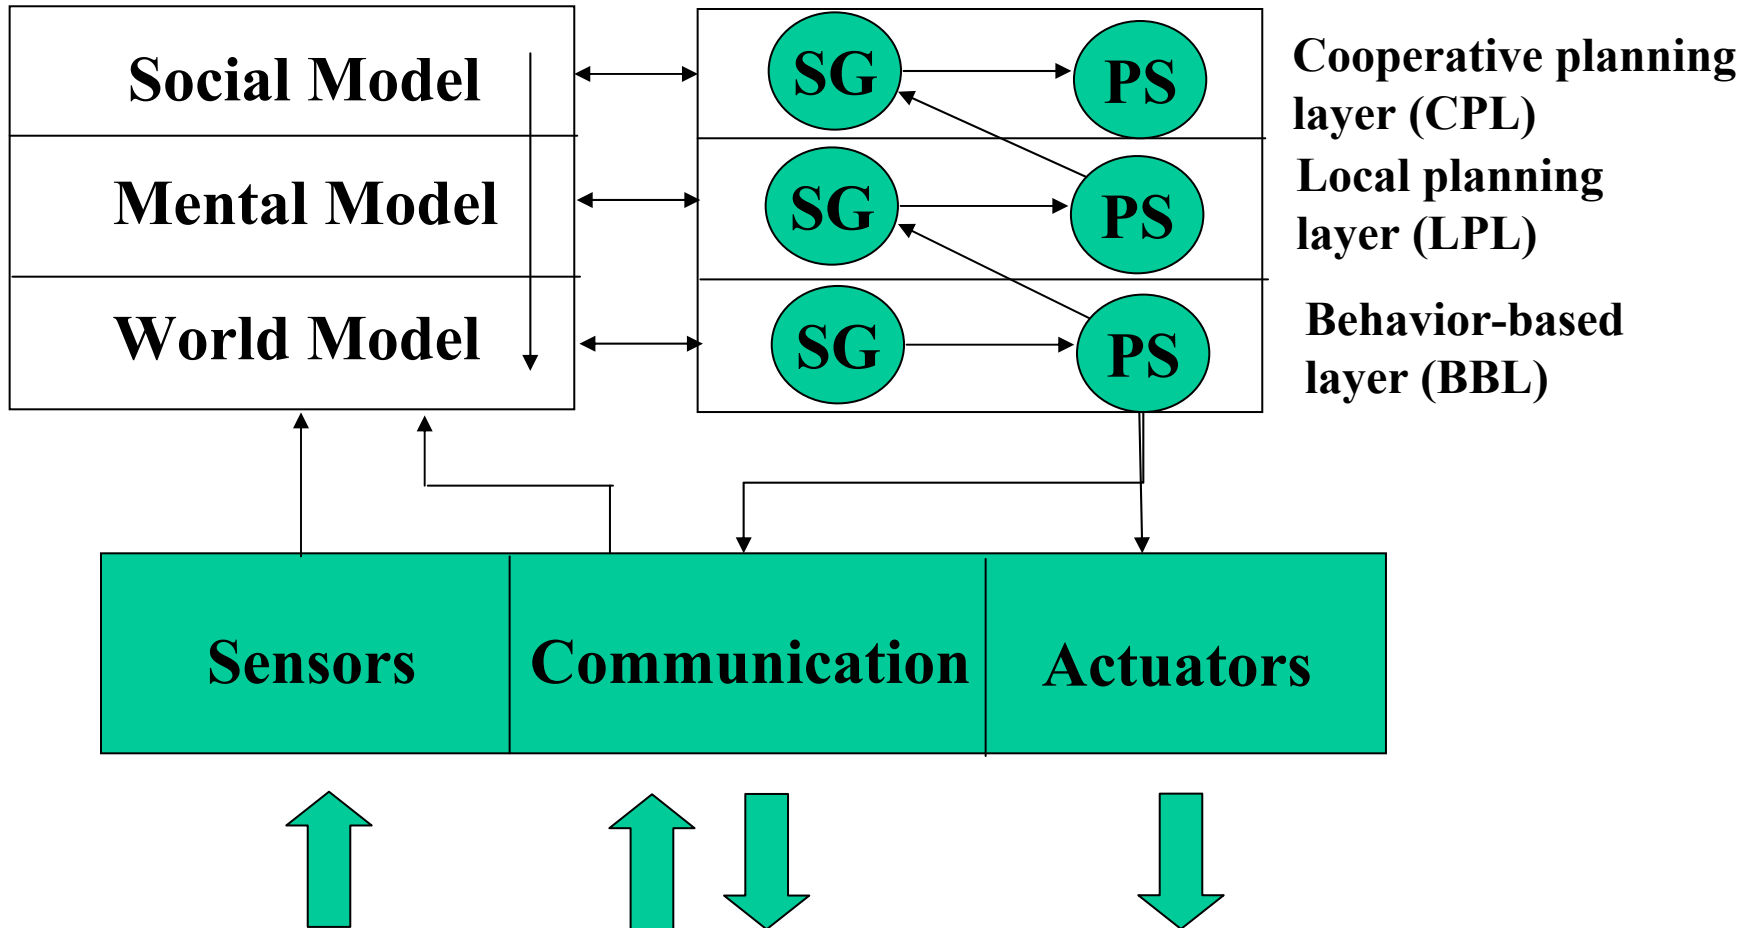 Social Model
SG
PS
Cooperative planning
layer (CPL)
Mental Model
SG
PS
Local planning
layer (LPL)
World Model
SG
PS
Behavior-based
layer (BBL)
Sensors
Communication
Actuators